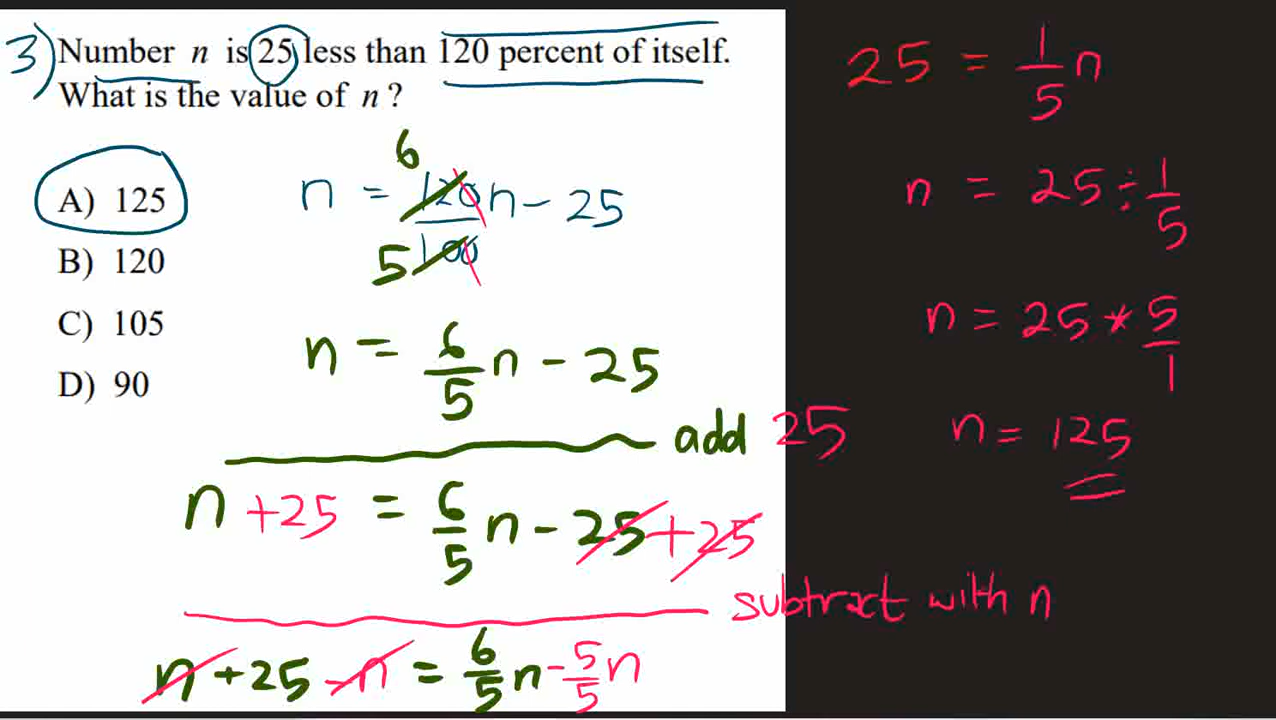 3) Number n is 25 less than 120 percent of itself.
What is the value of n ?
A) 125
B) 120
C) 105
D) 90
6
n = 120/100 n - 25
5
n = 6/5 n - 25
add 25
n + 25 = 6/5 n - 25 + 25
subtract with n
n + 25 - n = 6/5 n - 5/5 n
25 = 1/5 n
n = 25 ÷ 1/5
n = 25 * 5/1
n = 125